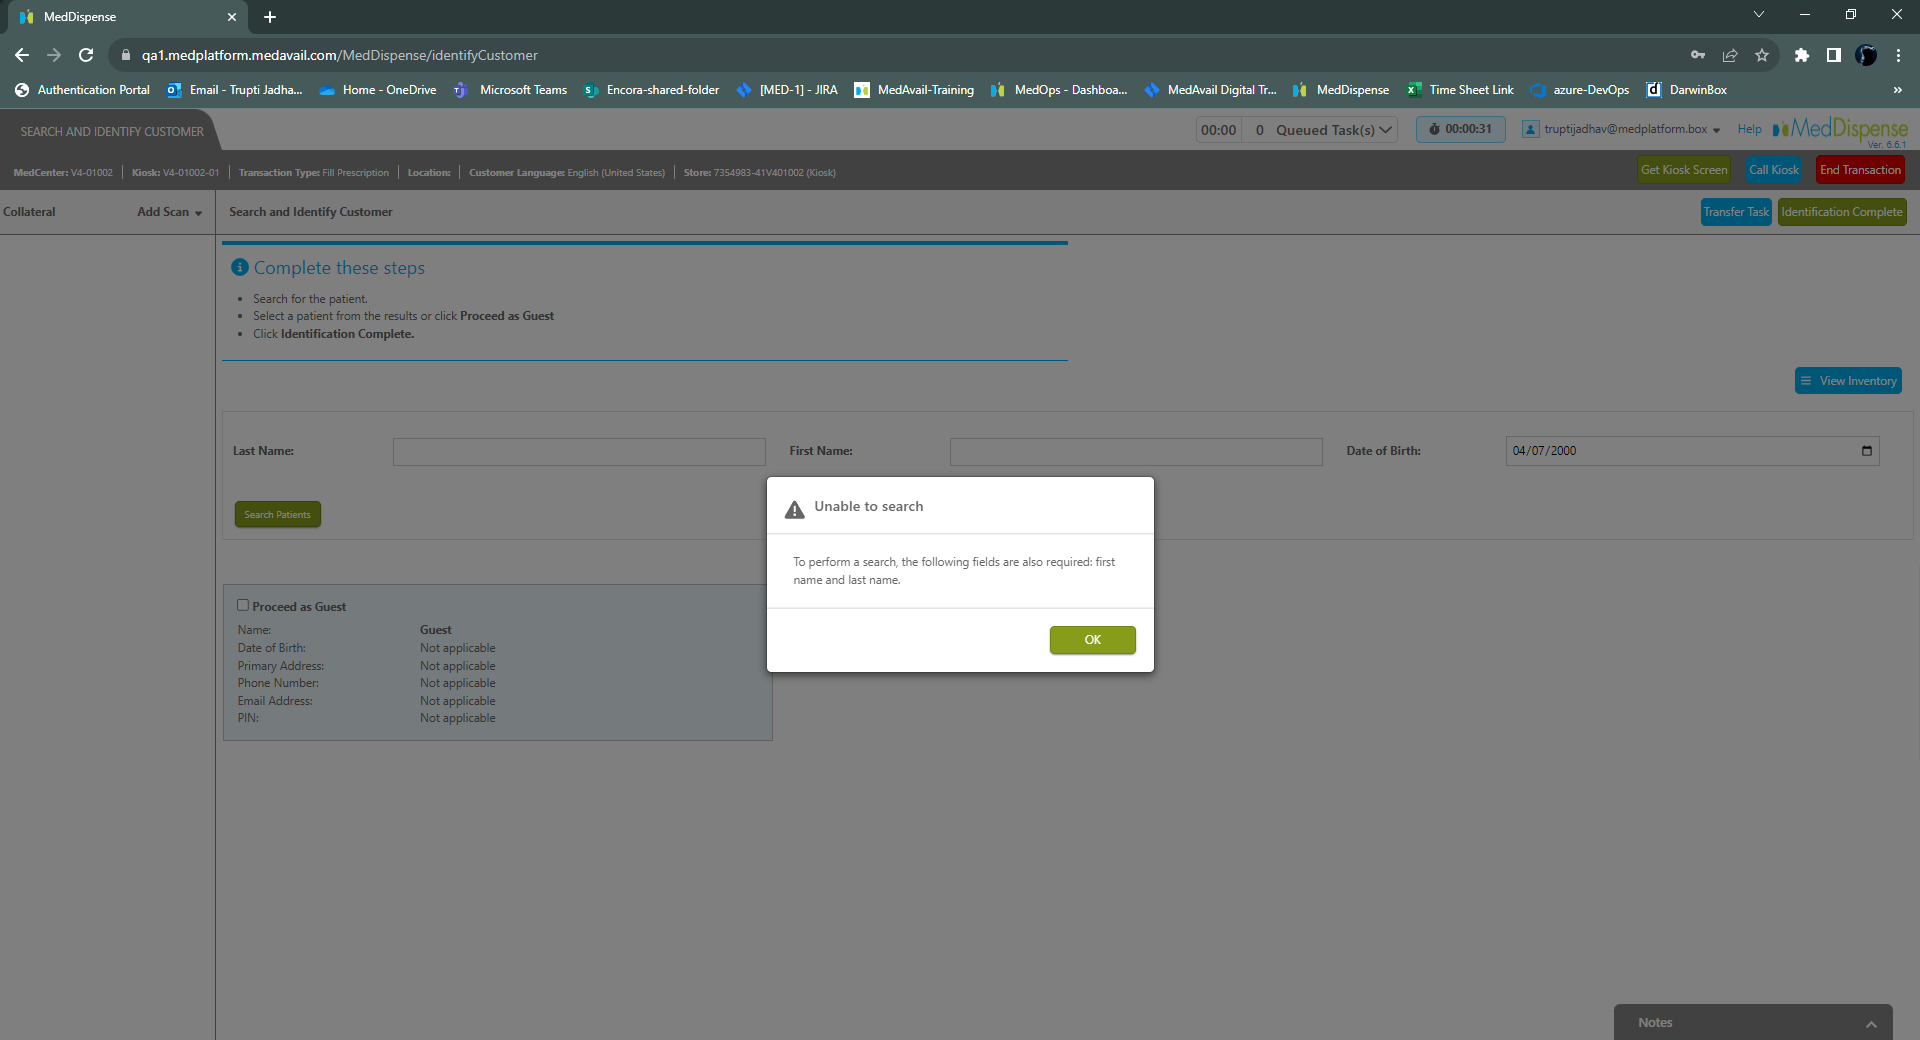 MedDispense
qa1.medplatform.medavail.com/MedDispense/identifyCustomer
Authentication Portal Email - Trupti Jadha... Home - OneDrive Microsoft Teams Encora-shared-folder [MED-1] - JIRA MedAvail-Training MedOps - Dashboa... MedAvail Digital Tr... MedDispense Time Sheet Link azure-DevOps DarwinBox »
SEARCH AND IDENTIFY CUSTOMER 00:00 0 Queued Task(s) 00:00:31 truptijadhav@medplatform.box Help MedDispense
Ver. 6.6.1
MedCenter: V4-01002 Kiosk: V4-01002-01 Transaction Type: Fill Prescription Location: Customer Language: English (United States) Store: 7354983-41V401002 (Kiosk) Get Kiosk Screen Call Kiosk End Transaction
Collateral Add Scan Search and Identify Customer Transfer Task Identification Complete
Complete these steps
• Search for the patient.
• Select a patient from the results or click Proceed as Guest
• Click Identification Complete.
View Inventory
Last Name: First Name: Date of Birth: 04/07/2000
Search Patients
Unable to search
To perform a search, the following fields are also required: first
name and last name.
OK
Proceed as Guest
Name: Guest
Date of Birth: Not applicable
Primary Address: Not applicable
Phone Number: Not applicable
Email Address: Not applicable
PIN: Not applicable
Notes